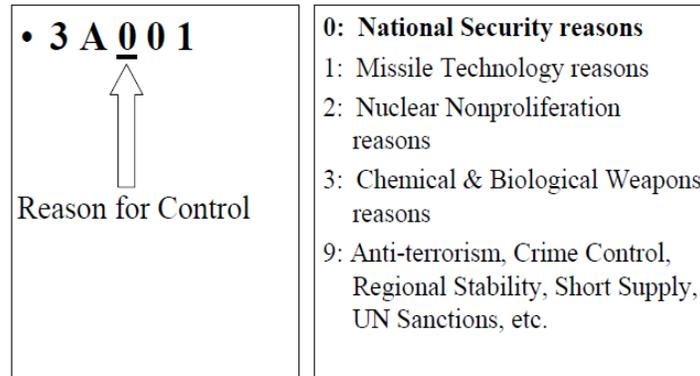 • 3 A 0 0 1
Reason for Control
0: National Security reasons
1: Missile Technology reasons
2: Nuclear Nonproliferation
reasons
3: Chemical & Biological Weapons
reasons
9: Anti-terrorism, Crime Control,
Regional Stability, Short Supply,
UN Sanctions, etc.